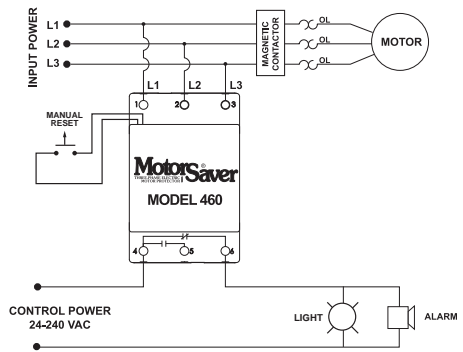 INPUT POWER
L1
L2
L3
MAGNETIC
CONTACTOR
OL
OL
OL
MOTOR
L1 L2 L3
1 2 3
MANUAL
RESET
MotorSaver®
THREE-PHASE ELECTRIC
MOTOR PROTECTOR
MODEL 460
4 5 6
CONTROL POWER
24-240 VAC
LIGHT
ALARM